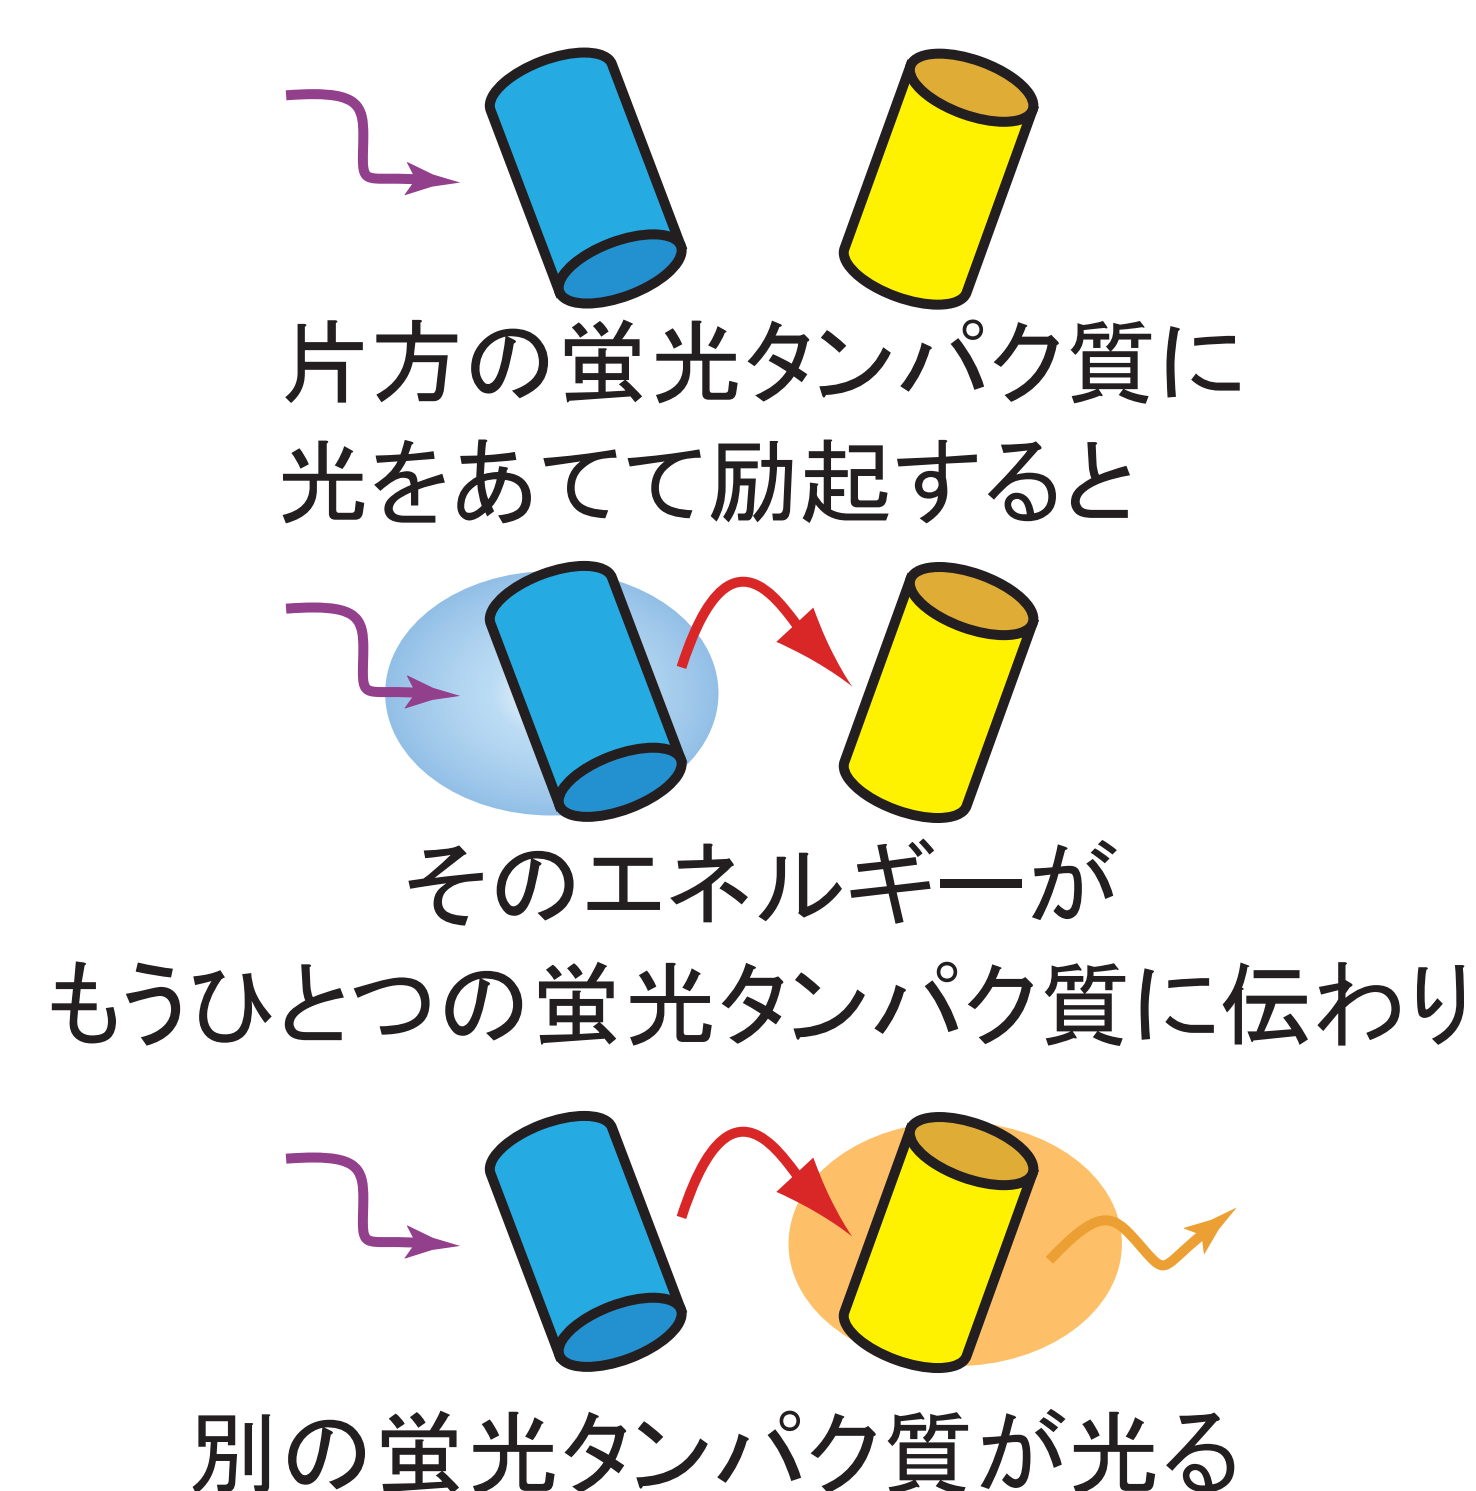 片方の蛍光タンパク質に
光をあてて励起すると
そのエネルギーが
もうひとつの蛍光タンパク質に伝わり
別の蛍光タンパク質が光る